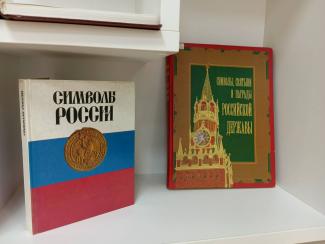 СИМВОЛЫ
РОССИИ
СИМВОЛЫ, СВЯТЫНИ
И НАГРАДЫ
РОССИЙСКОЙ
ДЕРЖАВЫ